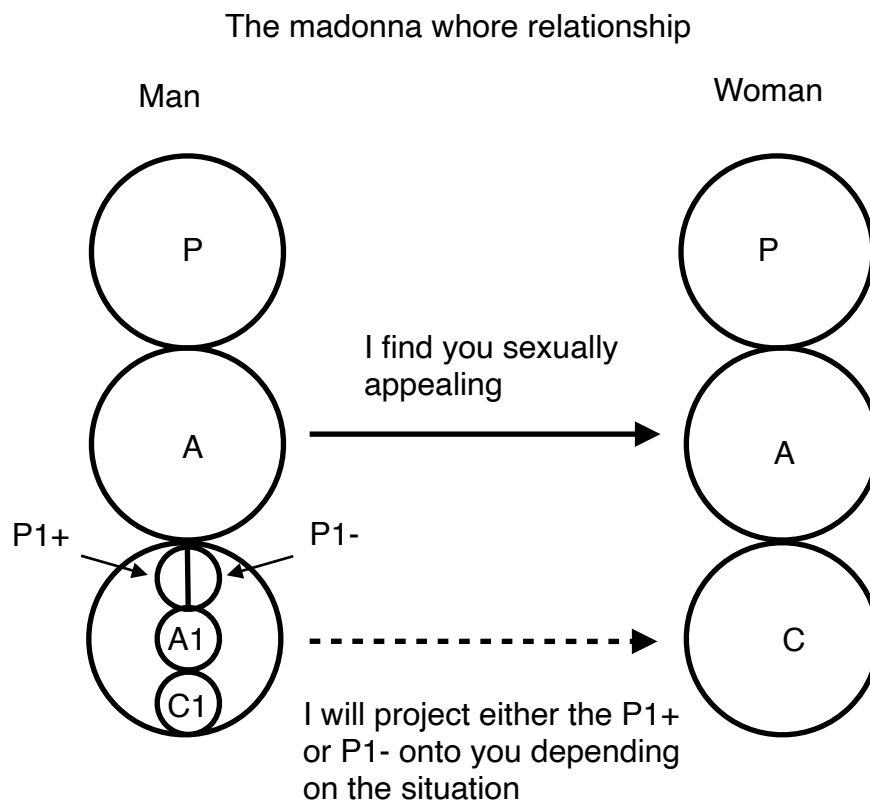 The madonna whore relationship
Man
Woman
P
P
I find you sexually
appealing
A
A
P1+
P1-
A1
C
C1
I will project either the P1+
or P1- onto you depending
on the situation